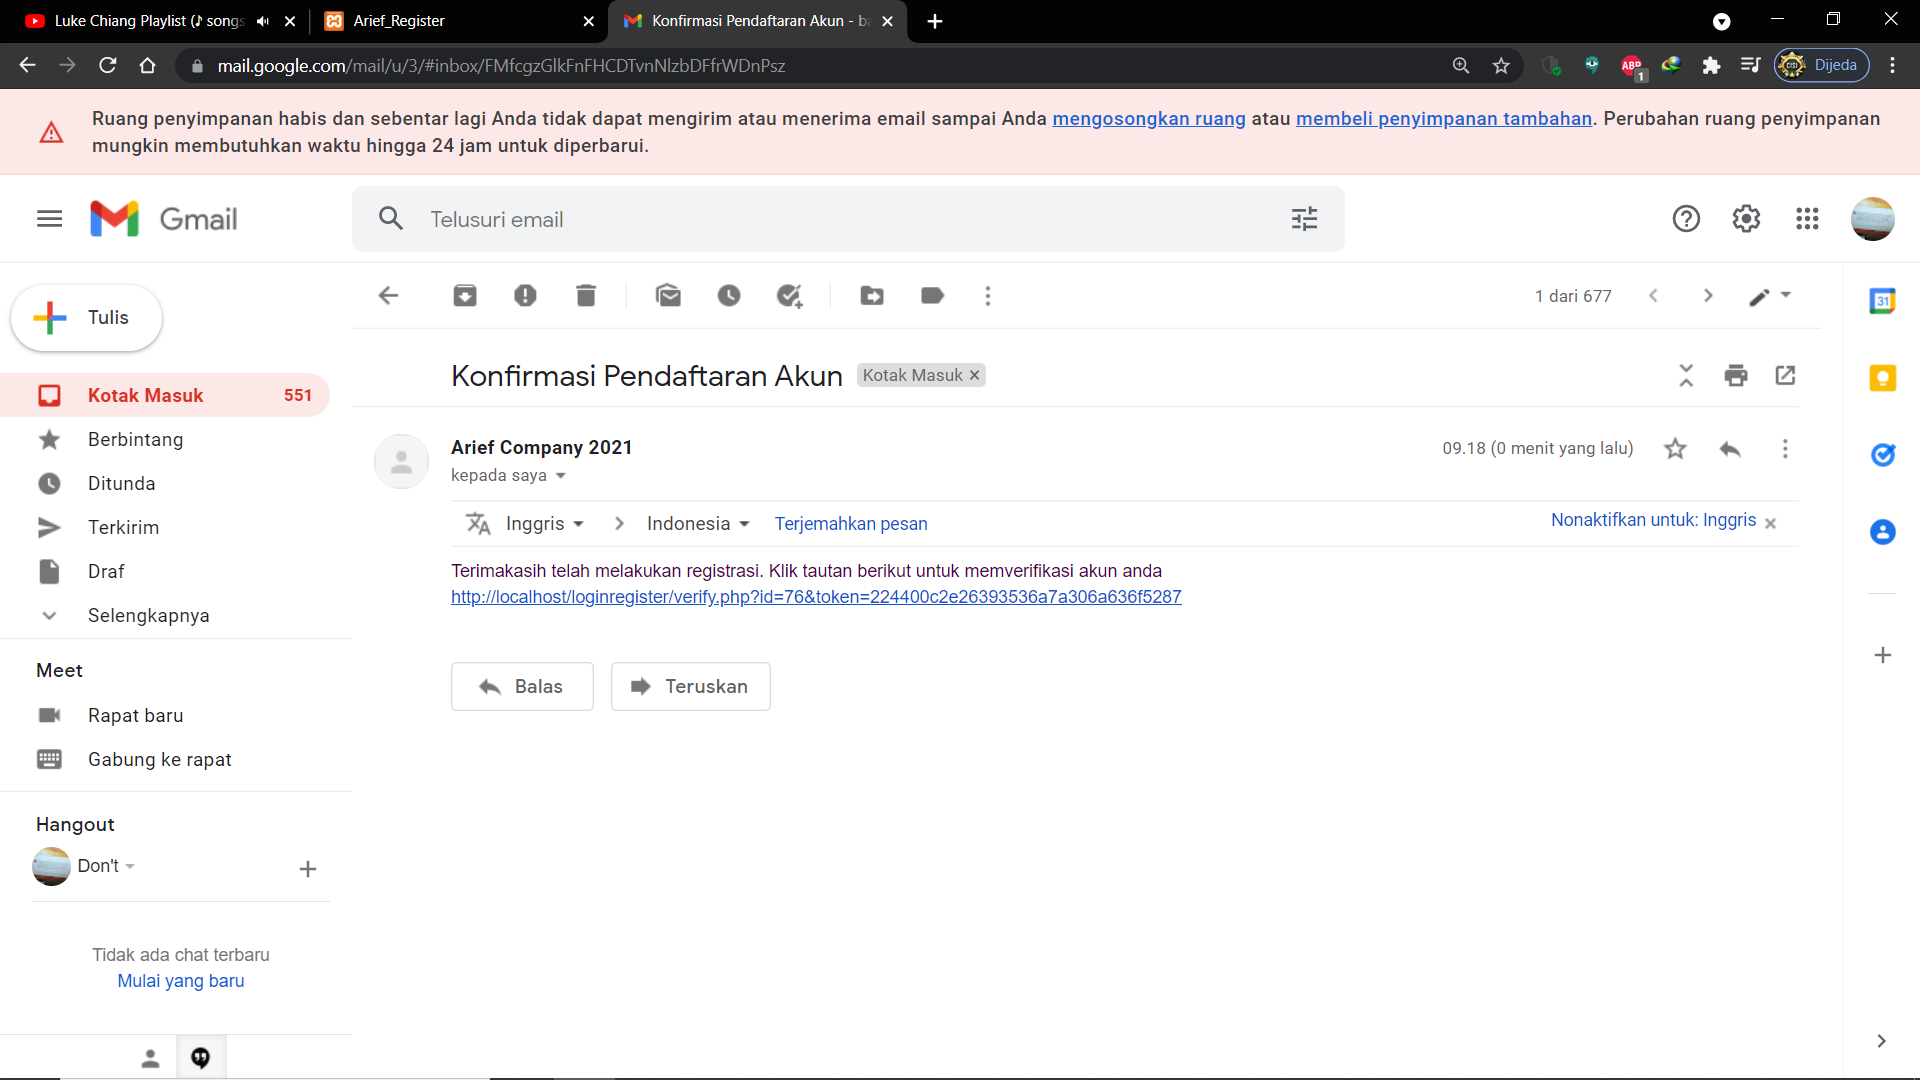 Luke Chiang Playlist (♪ songs
Arief_Register
Konfirmasi Pendaftaran Akun - ba
mail.google.com/mail/u/3/#inbox/FMfcgzGlkFnFHCDTvnNlzbDFfrWDnPsz
ABP
1
Dijeda
Ruang penyimpanan habis dan sebentar lagi Anda tidak dapat mengirim atau menerima email sampai Anda mengosongkan ruang atau membeli penyimpanan tambahan. Perubahan ruang penyimpanan
mungkin membutuhkan waktu hingga 24 jam untuk diperbarui.
Gmail
Telusuri email
Tulis
1 dari 677
31
Konfirmasi Pendaftaran Akun
Kotak Masuk ×
Kotak Masuk 551
Berbintang
Ditunda
Terkirim
Draf
Selengkapnya
Arief Company 2021
09.18 (0 menit yang lalu)
kepada saya
Inggris
Indonesia
Terjemahkan pesan
Nonaktifkan untuk: Inggris ×
Terimakasih telah melakukan registrasi. Klik tautan berikut untuk memverifikasi akun anda
http://localhost/loginregister/verify.php?id=76&token=224400c2e26393536a7a306a636f5287
Balas
Teruskan
Meet
Rapat baru
Gabung ke rapat
Hangout
Don't
Tidak ada chat terbaru
Mulai yang baru